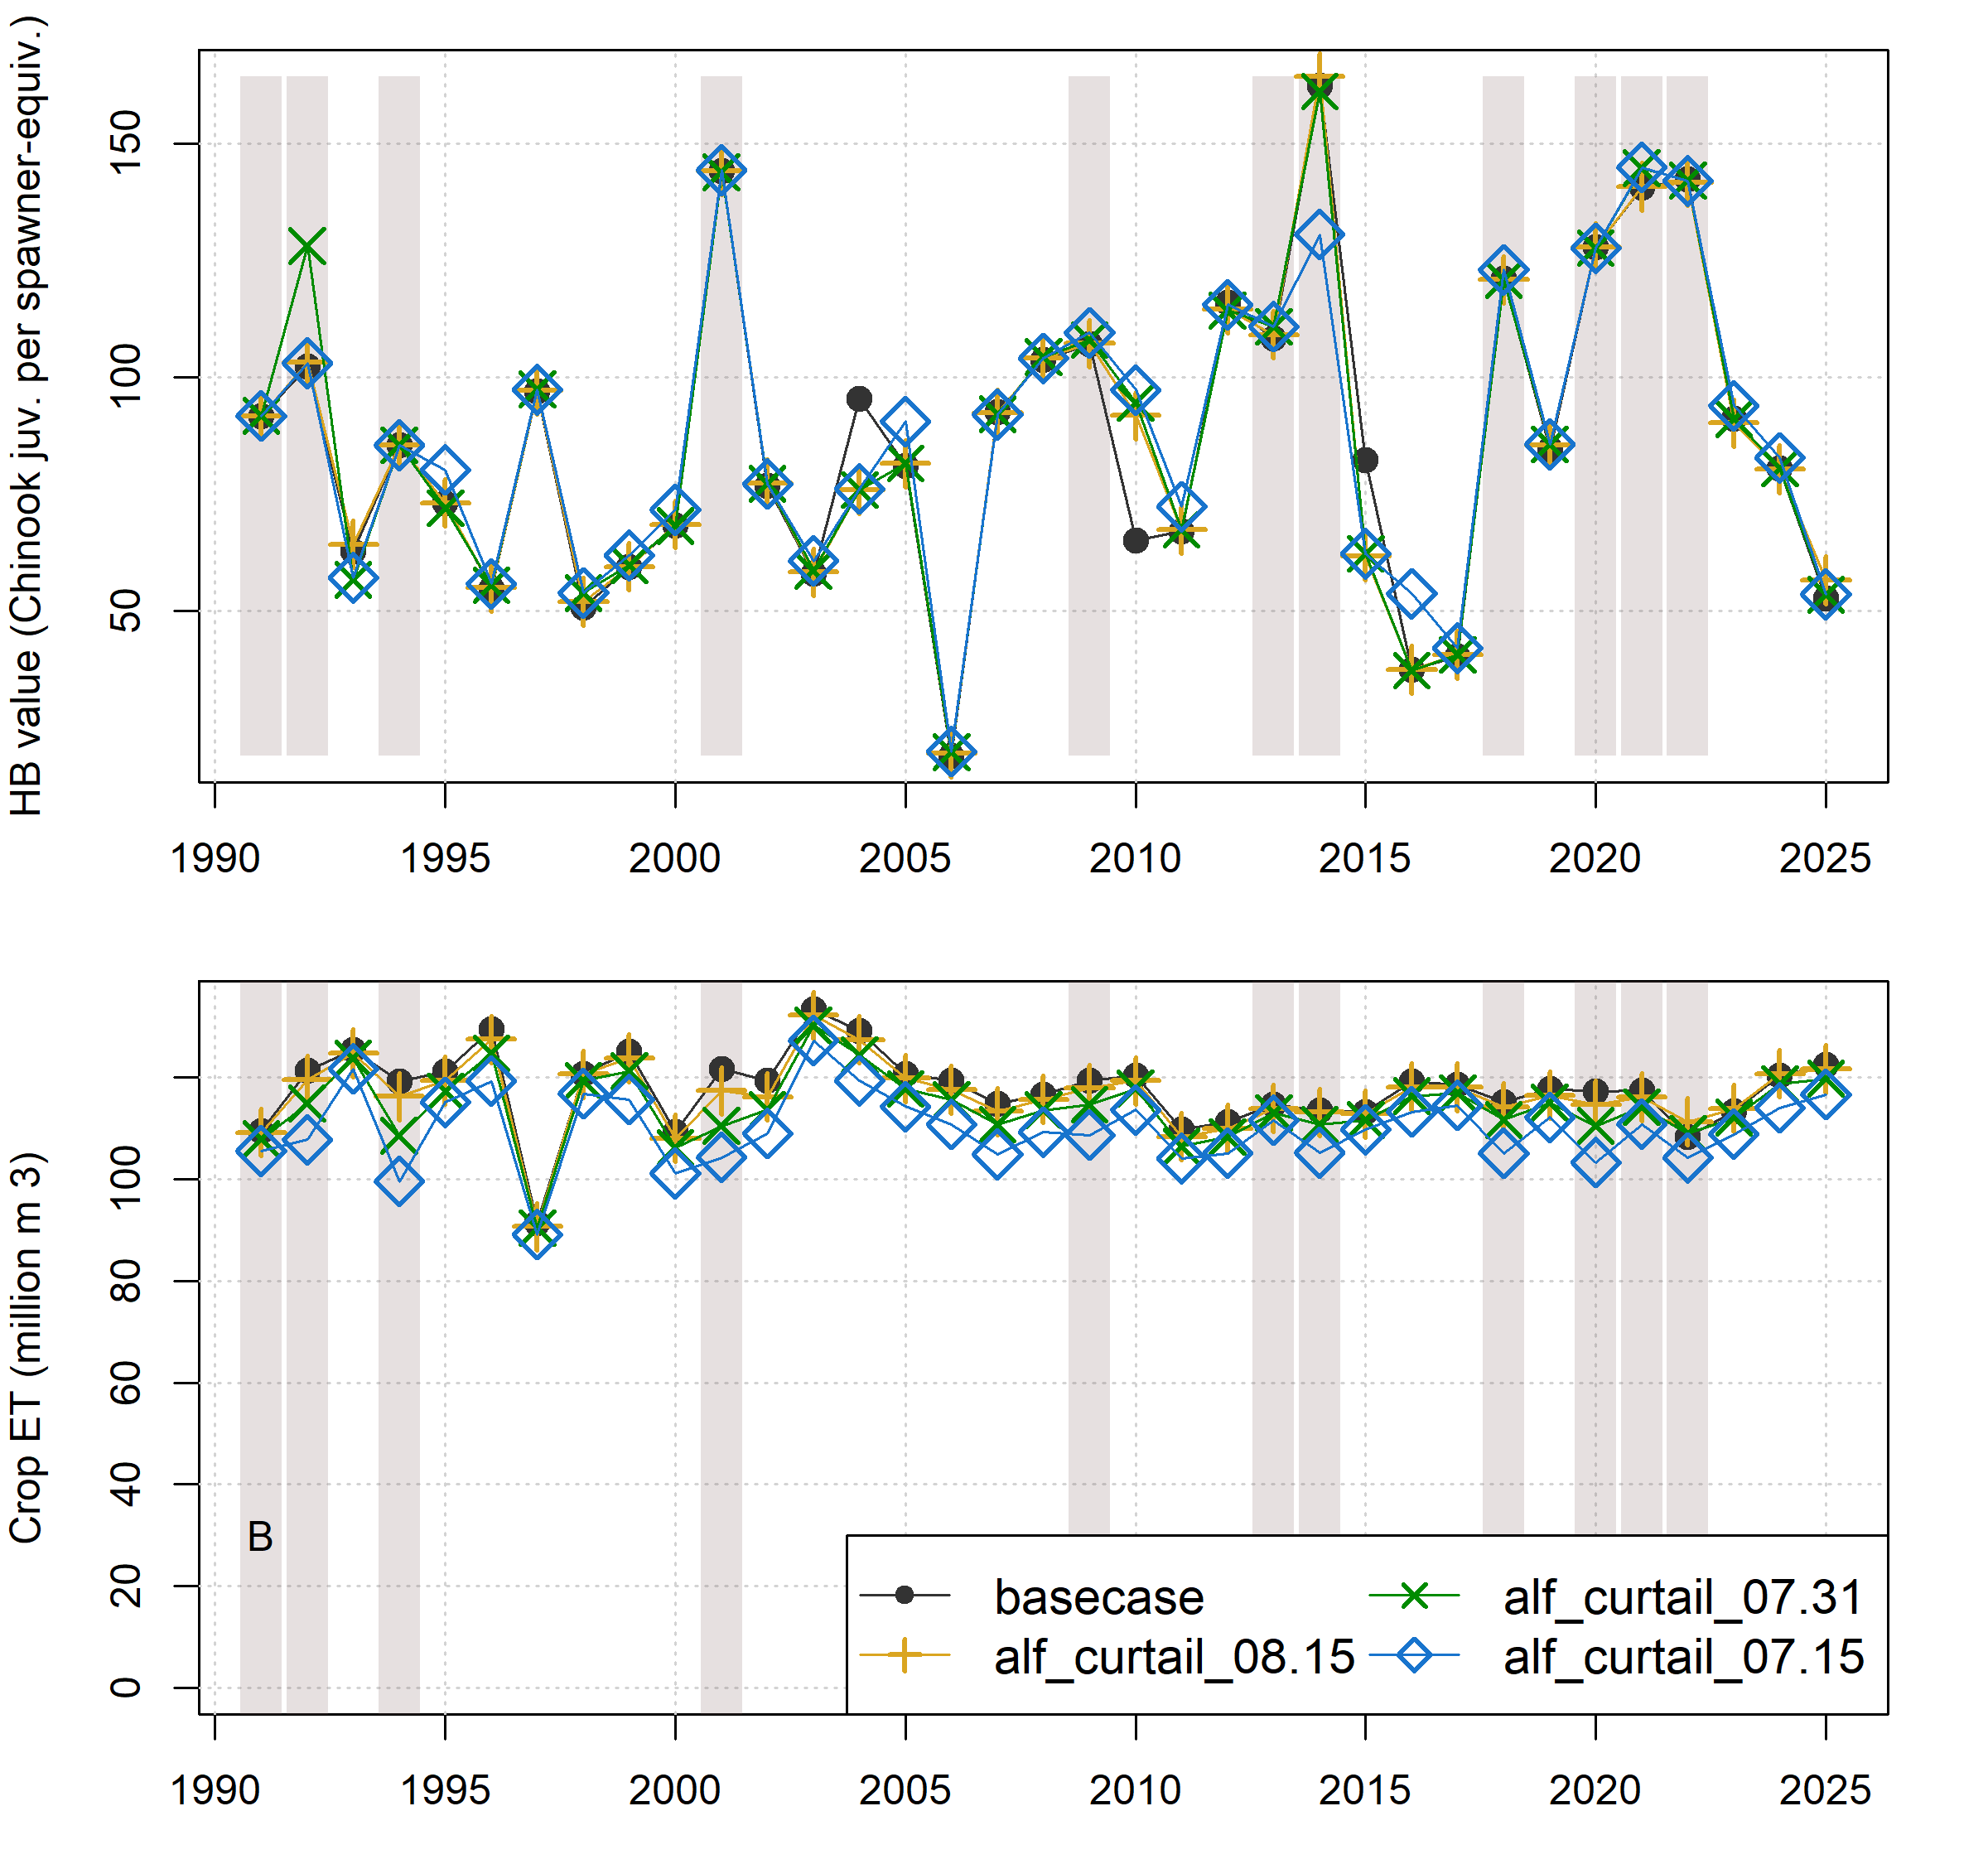 HB value (Chinook juv. per spawner-equiv.)
150
100
50
1990 1995 2000 2005 2010 2015 2020 2025
Crop ET (million m 3)
100
80
60
40
20
0
B
basecase
alf_curtail_08.15
alf_curtail_07.31
alf_curtail_07.15
1990 1995 2000 2005 2010 2015 2020 2025